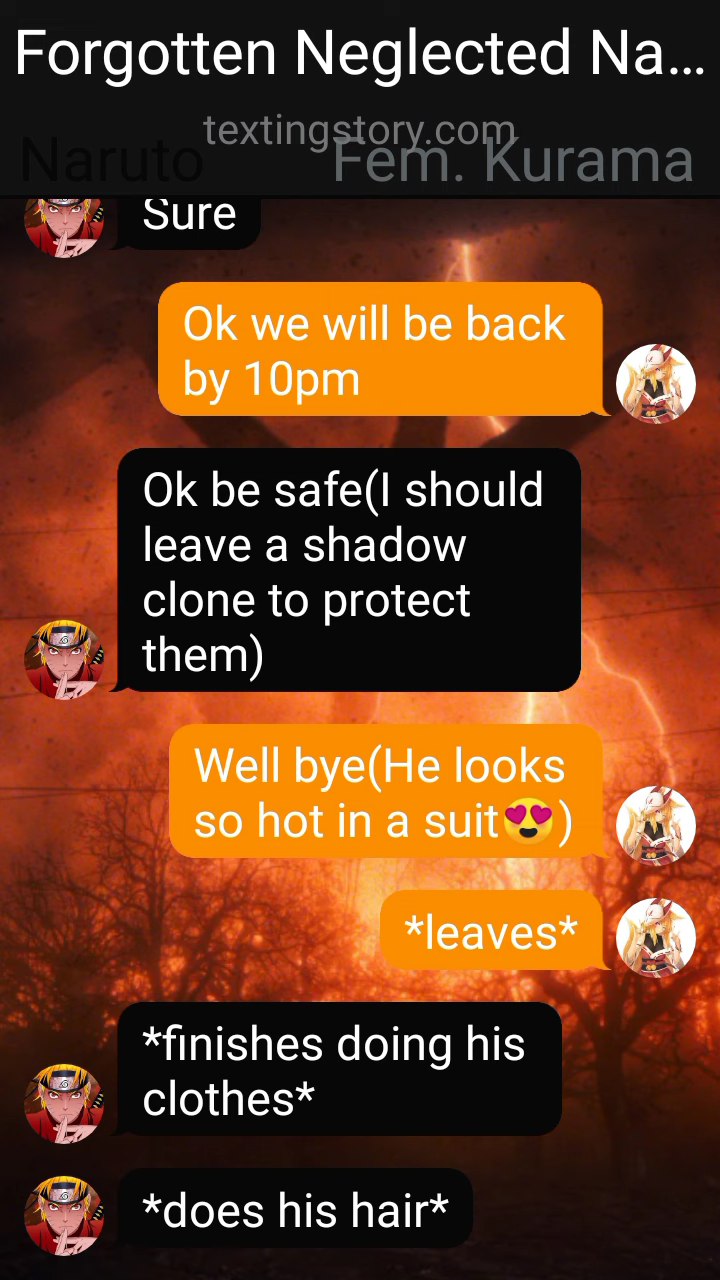 Forgotten Neglected Na...
textingstory.com
Naruto
Fem. Kurama
Sure
Ok we will be back
by 10pm
Ok be safe(I should
leave a shadow
clone to protect
them)
Well bye(He looks
so hot in a suit😍)
*leaves*
*finishes doing his
clothes*
*does his hair*